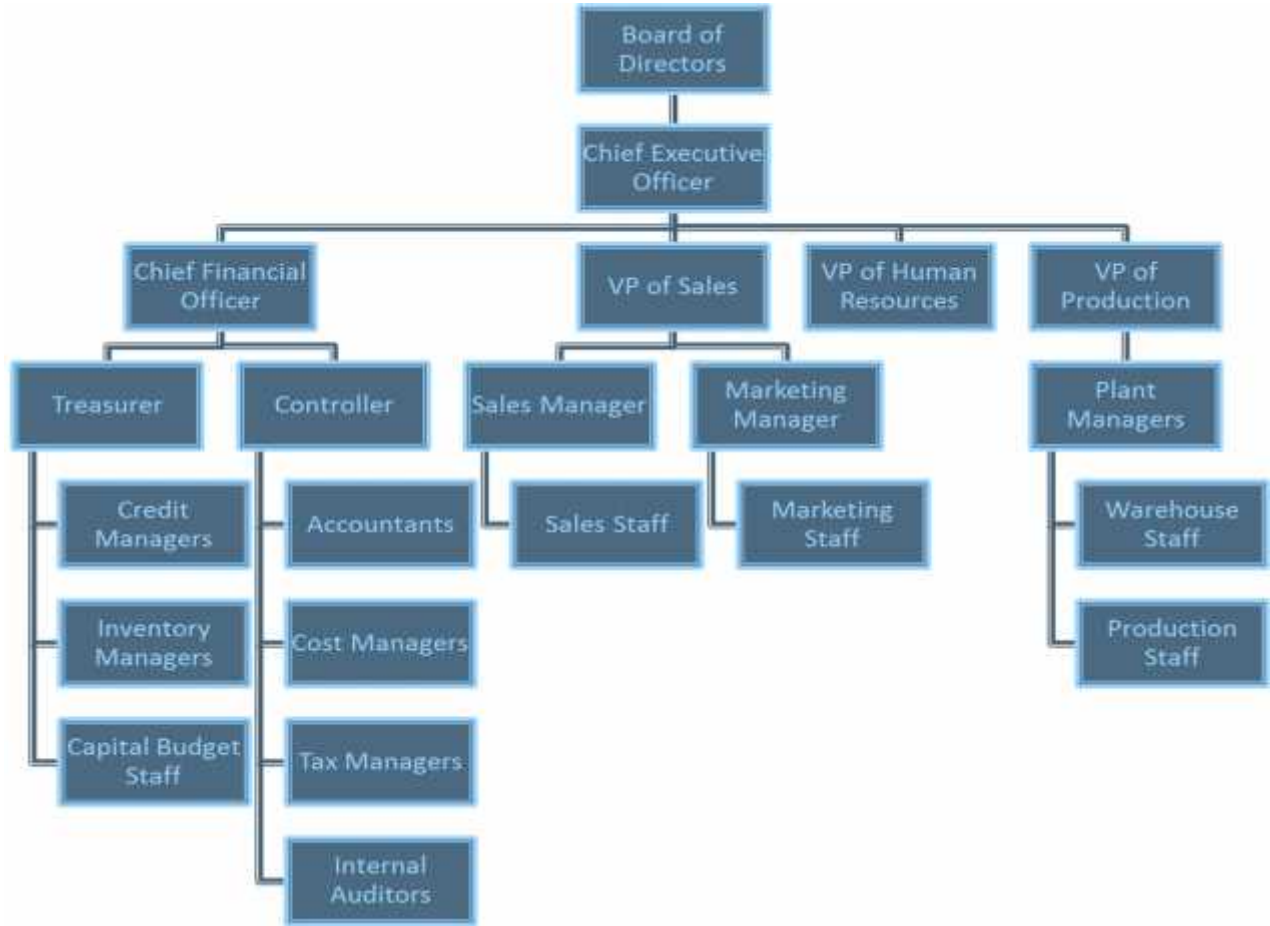 Board of
Directors
Chief Executive
Officer
Chief Financial
Officer
VP of Sales
VP of Human
Resources
VP of
Production
Treasurer
Controller
Sales Manager
Marketing
Manager
Plant
Managers
Credit
Managers
Accountants
Sales Staff
Marketing
Staff
Warehouse
Staff
Inventory
Managers
Cost Managers
Production
Staff
Capital Budget
Staff
Tax Managers
Internal
Auditors